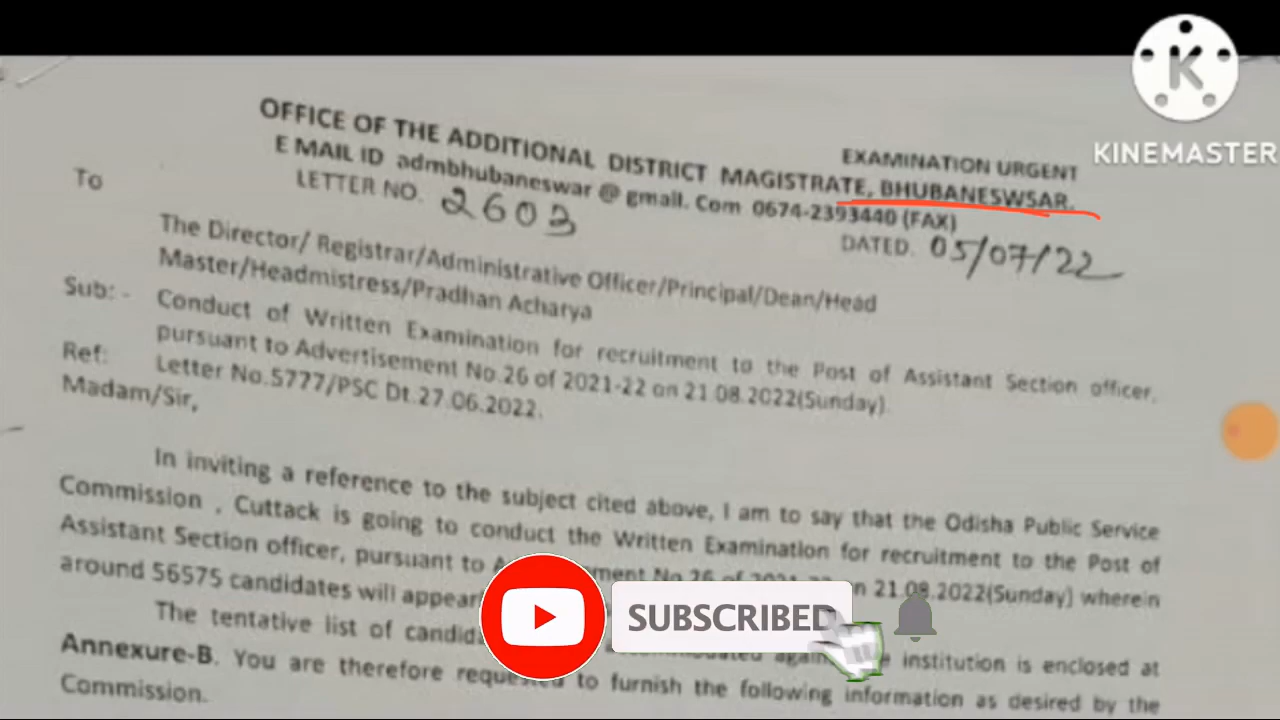 K
KINEMASTER
EXAMINATION URGENT
OFFICE OF THE ADDITIONAL DISTRICT MAGISTRATE, BHUBANESWSAR.
E MAIL ID admbhubaneswar @ gmail. Com 0674-2393440 (FAX)
LETTER NO. 2603
DATED. 05/07/22
To
The Director/ Registrar/Administrative Officer/Principal/Dean/Head
Master/Headmistress/Pradhan Acharya
Sub: - Conduct of Written Examination for recruitment to the Post of Assistant Section officer,
pursuant to Advertisement No.26 of 2021-22 on 21.08.2022(Sunday).
Ref: Letter No.5777/PSC Dt.27.06.2022.
Madam/Sir,
In inviting a reference to the subject cited above, I am to say that the Odisha Public Service
Commission , Cuttack is going to conduct the Written Examination for recruitment to the Post of
Assistant Section officer, pursuant to No.26 of on 21.08.2022(Sunday) wherein
around 56575 candidates will appear
The tentative list of institution is enclosed at
Annexure-B. You are therefore requested to furnish the following information as desired by the
Commission.
SUBSCRIBED